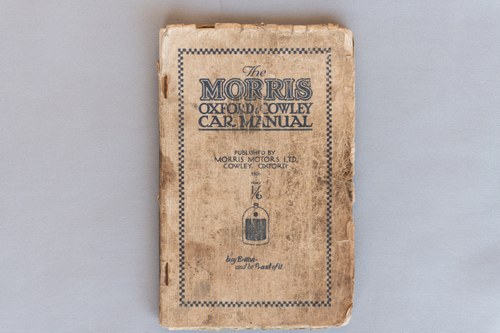 The
MORRIS
OXFORD & COWLEY
CAR MANUAL
PUBLISHED BY
MORRIS MOTORS LTD,
COWLEY, OXFORD
1/6
buy British-
and be Proud of it